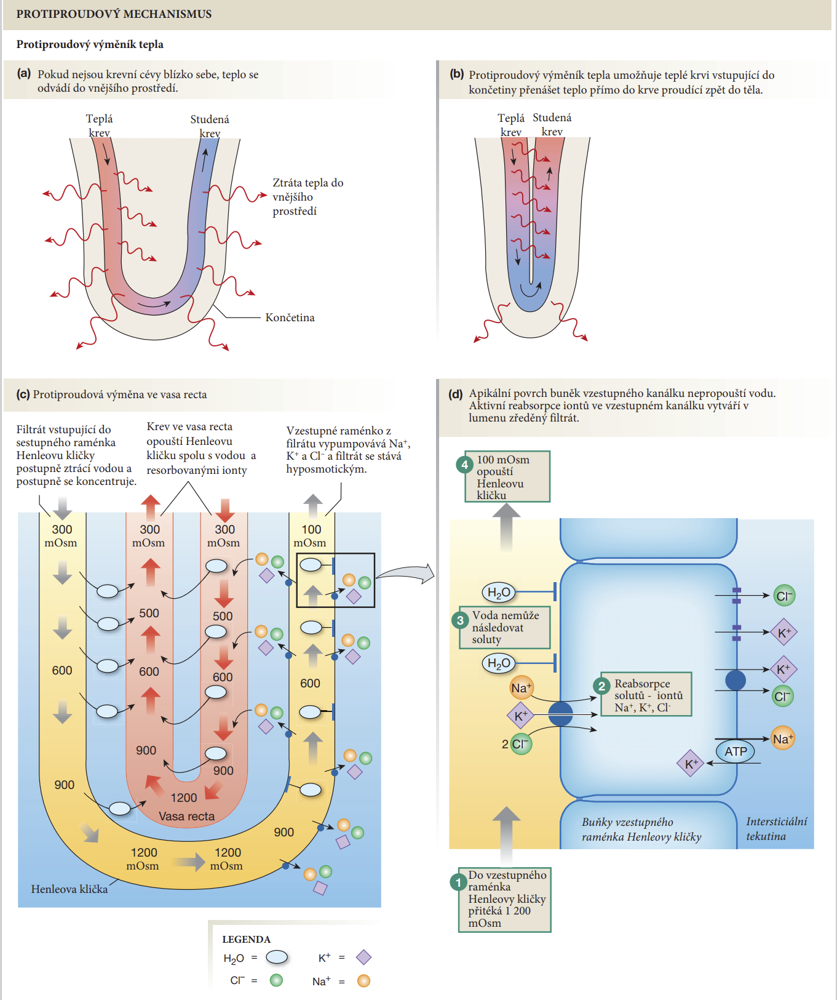 PROTIPROUDOVÝ MECHANISMUS
Protiproudový výměník tepla
(a) Pokud nejsou krevní cévy blízko sebe, teplo se
odvádí do vnějšího prostředí.
Teplá
krev
Studená
krev
Ztráta tepla do
vnějšího
prostředí
Končetina
(b) Protiproudový výměník tepla umožňuje teplé krvi vstupující do
končetiny přenášet teplo přímo do krve proudící zpět do těla.
Teplá
krev
Studená
krev
(c) Protiproudová výměna ve vasa recta
Filtrát vstupující do
sestupného raménka
Henleovu kličky
postupně ztrácí vodou a
postupně se koncentruje.
Krev ve vasa recta
opouští Henleovu
kličku spolu s vodou a
resorbovanými ionty
Vzestupné raménko z
filrátu vypumpovává Na⁺,
K⁺ a Cl⁻ a filtrát se stává
hyposmotickým.
300
mOsm
300
mOsm
300
mOsm
100
mOsm
500
500
600
600
600
600
900
900
900
900
1200
Vasa recta
1200
mOsm
1200
mOsm
Henleova klička
LEGENDA
H₂O =
K⁺ =
Cl⁻ =
Na⁺ =
(d) Apikální povrch buněk vzestupného kanálku nepropouští vodu.
Aktivní reabsorpce iontů ve vzestupném kanálku vytváří v
lumenu zředěný filtrát.
4 100 mOsm
opouští
Henleovu
kličku
H₂O
3 Voda nemůže
následovat
soluty
H₂O
Na⁺
K⁺
2 Cl⁻
2 Reabsorpce
solutů - iontů
Na⁺, K⁺, Cl⁻
Cl⁻
K⁺
K⁺
Cl⁻
Na⁺
ATP
K⁺
Buňky vzestupného
raménka Henleovy kličky
Intersticiální
tekutina
1 Do vzestupného
raménka
Henleovy kličky
přitéká 1 200
mOsm